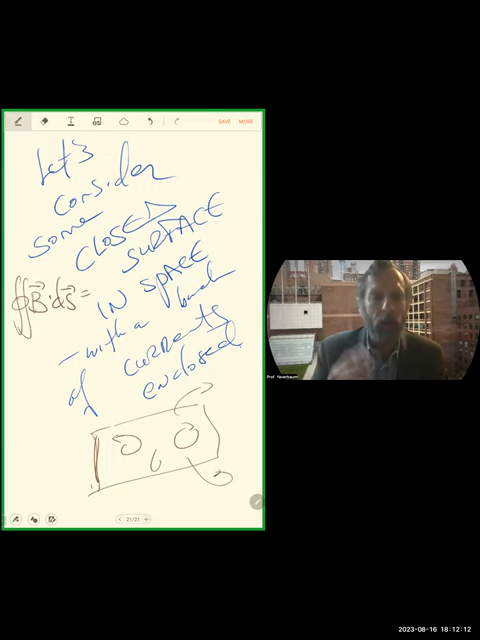 SAVE MORE
Let's
consider
some
CLOSED
SURFACE
IN SPACE
∯B⃗·dS⃗ =
- with a bunch
of currents
enclosed
21/21
Prof. Yaverbaum
2023-08-16 18:12:12